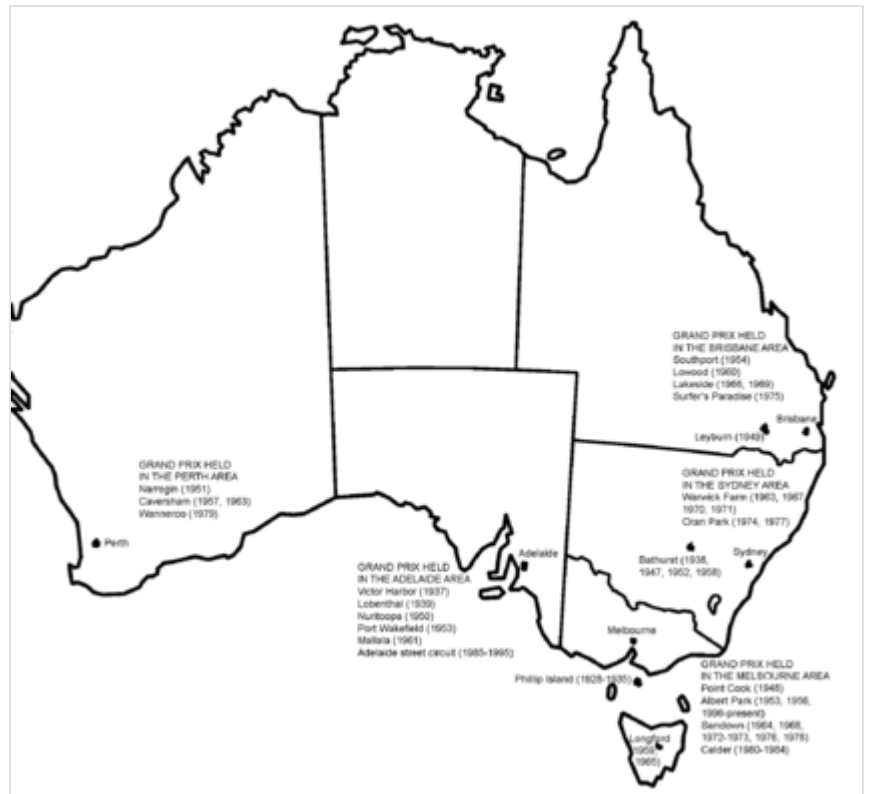 GRAND PRIX HELD
IN THE BRISBANE AREA
Southport (1954)
Lowood (1960)
Lakeside (1966, 1969)
Surfer's Paradise (1975)
Brisbane
Leyburn (1949)
GRAND PRIX HELD
IN THE PERTH AREA
Narrogin (1951)
Caversham (1957, 1963)
Wanneroo (1979)
Perth
GRAND PRIX HELD
IN THE SYDNEY AREA
Warwick Farm (1963, 1967
1970, 1971)
Oran Park (1974, 1977)
Bathurst (1938,
1947, 1952, 1958)
Sydney
Adelaide
GRAND PRIX HELD
IN THE ADELAIDE AREA
Victor Harbor (1937)
Lobenthal (1939)
Nuritoopa (1950)
Port Wakefield (1953)
Mallala (1961)
Adelaide street circuit (1985-1995)
Melbourne
Phillip Island (1928-1935)
GRAND PRIX HELD
IN THE MELBOURNE AREA
Point Cook (1948)
Albert Park (1953, 1956,
1996-present)
Sandown (1964, 1968,
1972-1973, 1976, 1978)
Calder (1980-1984)
Longford
(1959,
1965)